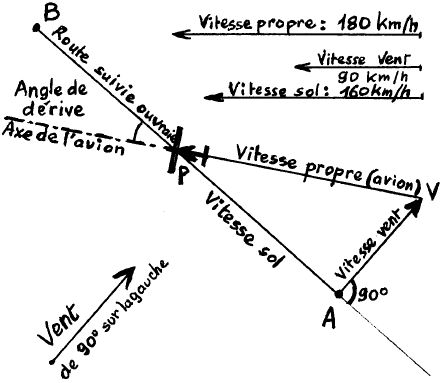 B
Vitesse propre : 180 km/h
Route suivie ouvraie
Vitesse Vent
90 km/h
Vitesse sol : 160 km/h
Angle de
dérive
Axe de l'avion
Vitesse propre (avion)
P
V
Vitesse sol
Vitesse vent
90°
A
Vent
de 90° sur la gauche